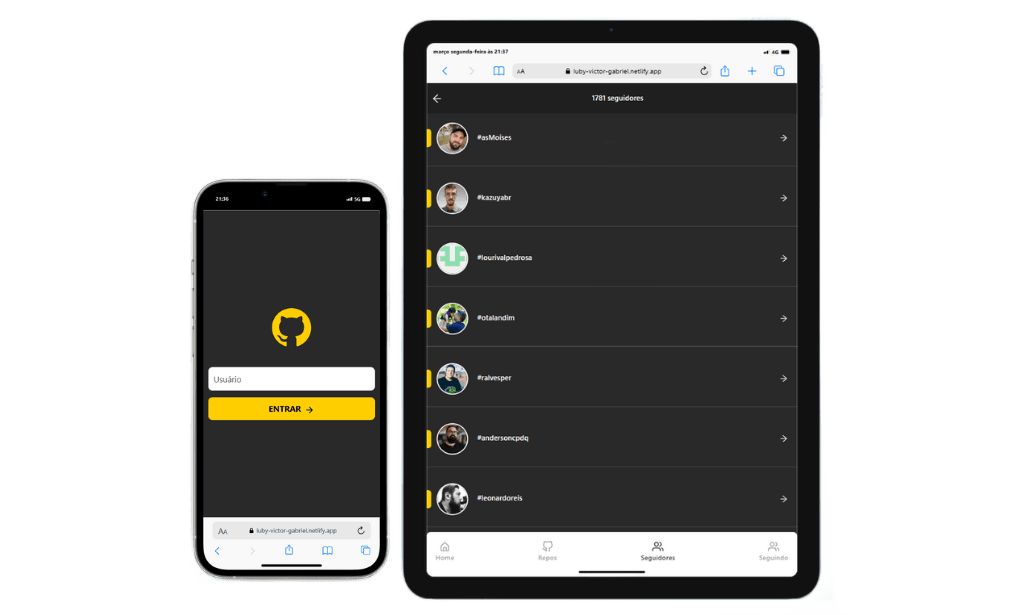 21:36
5G
Usuário
ENTRAR →
AA
luby-victor-gabriel.netlify.app
março segunda-feira às 21:37
4G
AA
luby-victor-gabriel.netlify.app
1781 seguidores
#asMoises
#kazuyabr
#lourivalpedrosa
#otalandim
#ralvesper
#andersoncpdq
#leonardoreis
Home
Repos
Seguidores
Seguindo